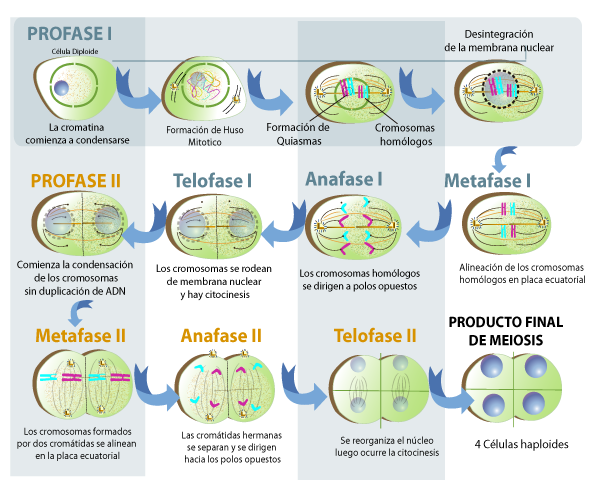 PROFASE I
Célula Diploide
Desintegración
de la membrana nuclear
La cromatina
comienza a condensarse
Formación de Huso
Mitotico
Formación de
Quiasmas
Cromosomas
homólogos
PROFASE II
Telofase I
Anafase I
Metafase I
Comienza la condensación
de los cromosomas
sin duplicación de ADN
Los cromosomas se rodean
de membrana nuclear
y hay citocinesis
Los cromosomas homólogos
se dirigen a polos opuestos
Alineación de los cromosomas
homólogos en placa ecuatorial
Metafase II
Anafase II
Telofase II
PRODUCTO FINAL
DE MEIOSIS
Los cromosomas formados
por dos cromátidas se alinean
en la placa ecuatorial
Las cromátidas hermanas
se separan y se dirigen
hacia los polos opuestos
Se reorganiza el núcleo
luego ocurre la citocinesis
4 Células haploides